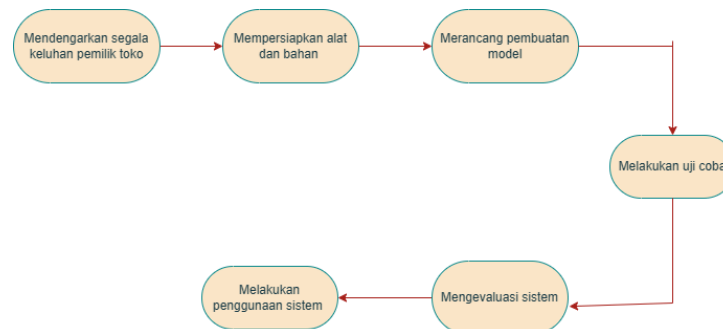 Mendengarkan segala
keluhan pemilik toko
Mempersiapkan alat
dan bahan
Merancang pembuatan
model
Melakukan uji coba
Mengevaluasi sistem
Melakukan
penggunaan sistem